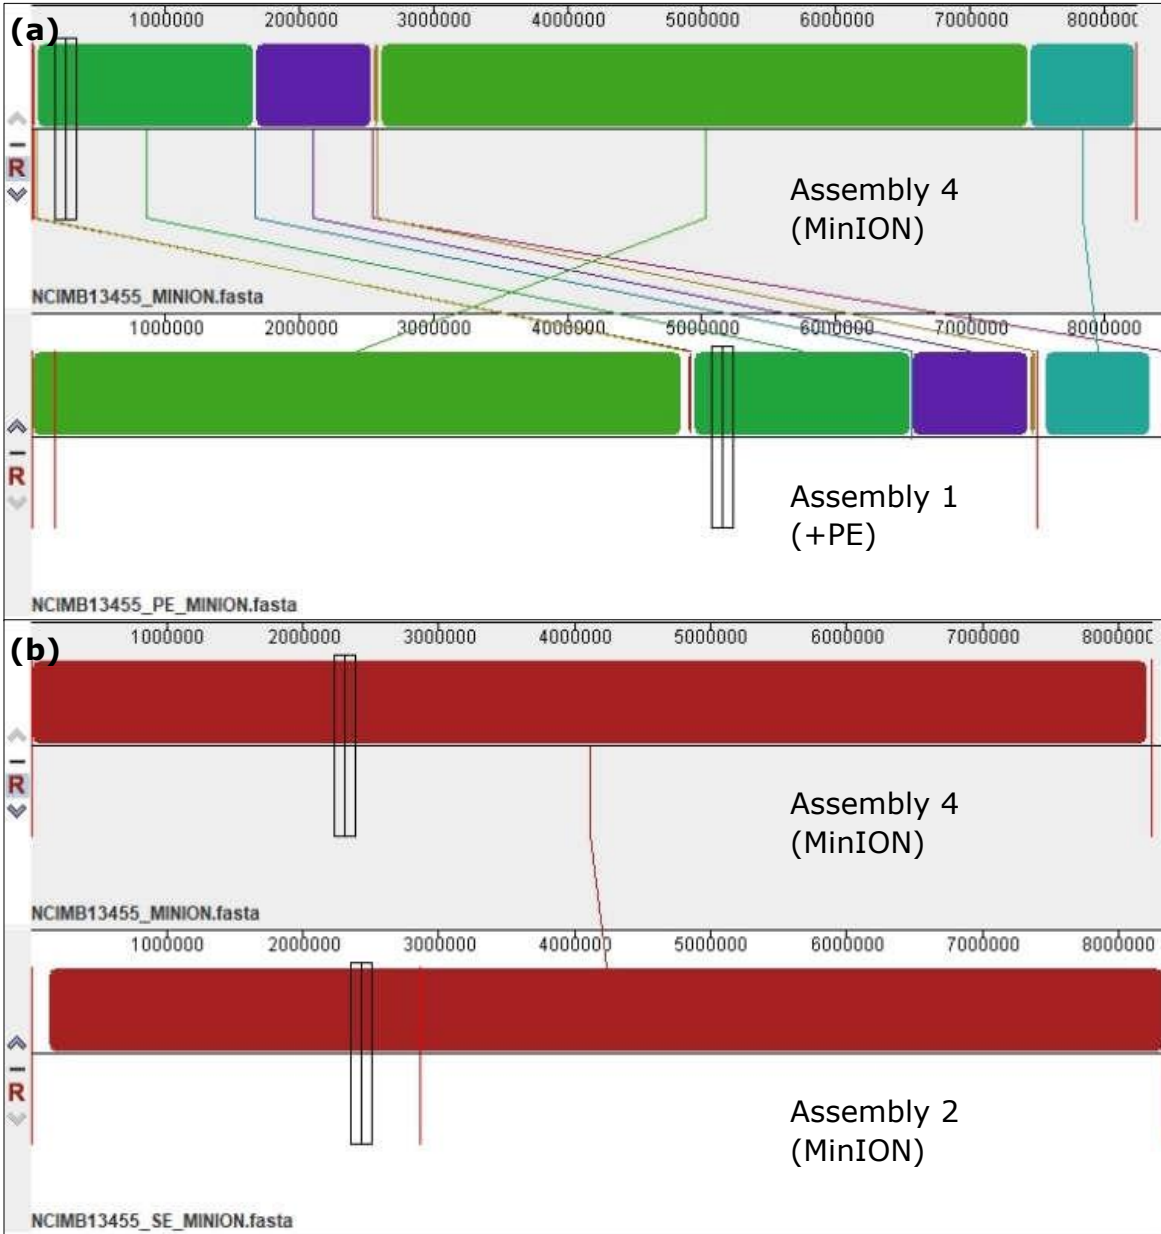 (a)
1000000 2000000 3000000 4000000 5000000 6000000 7000000 8000000
R
Assembly 4
(MinION)
NCIMB13455_MINION.fasta
1000000 2000000 3000000 4000000 5000000 6000000 7000000 8000000
R
Assembly 1
(+PE)
NCIMB13455_PE_MINION.fasta
(b)
1000000 2000000 3000000 4000000 5000000 6000000 7000000 8000000
R
Assembly 4
(MinION)
NCIMB13455_MINION.fasta
1000000 2000000 3000000 4000000 5000000 6000000 7000000 8000000
R
Assembly 2
(MinION)
NCIMB13455_SE_MINION.fasta